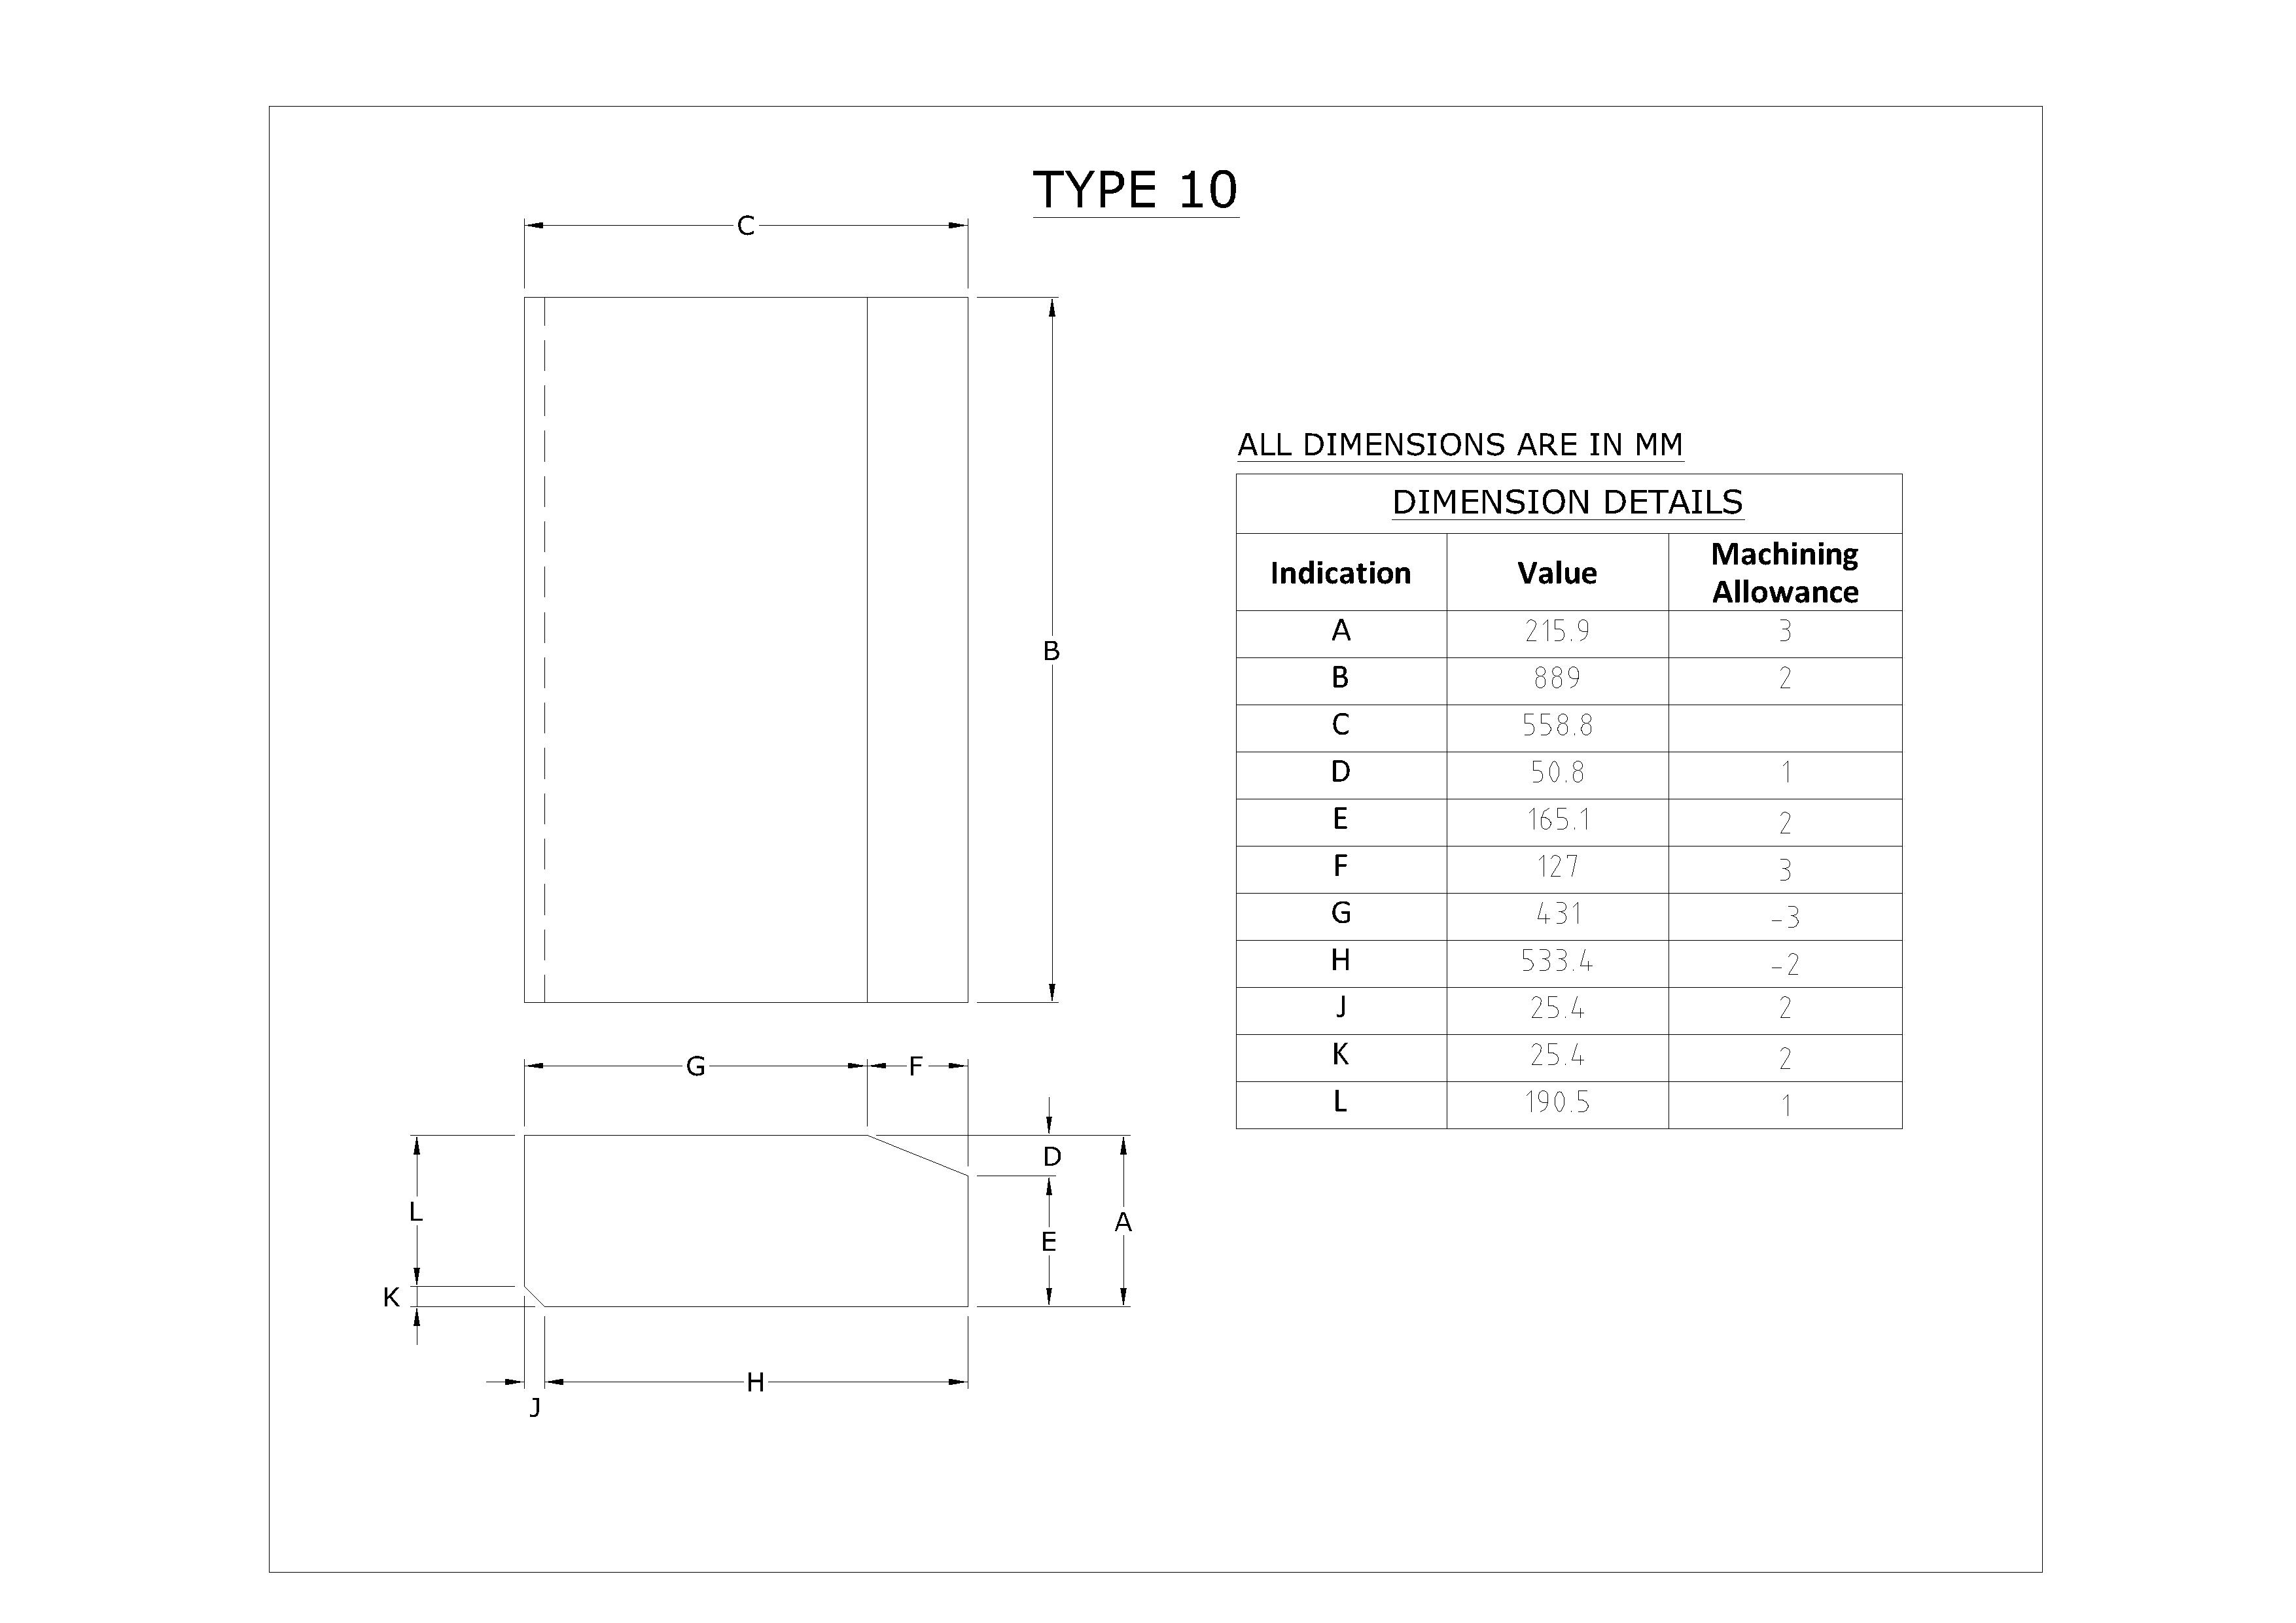 TYPE 10
C
B
G F
D
L
A
E
K
H
J
ALL DIMENSIONS ARE IN MM
DIMENSION DETAILS
Indication Value Machining Allowance
A 215.9 3
B 889 2
C 558.8
D 50.8 1
E 165.1 2
F 127 3
G 431 -3
H 533.4 -2
J 25.4 2
K 25.4 2
L 190.5 1